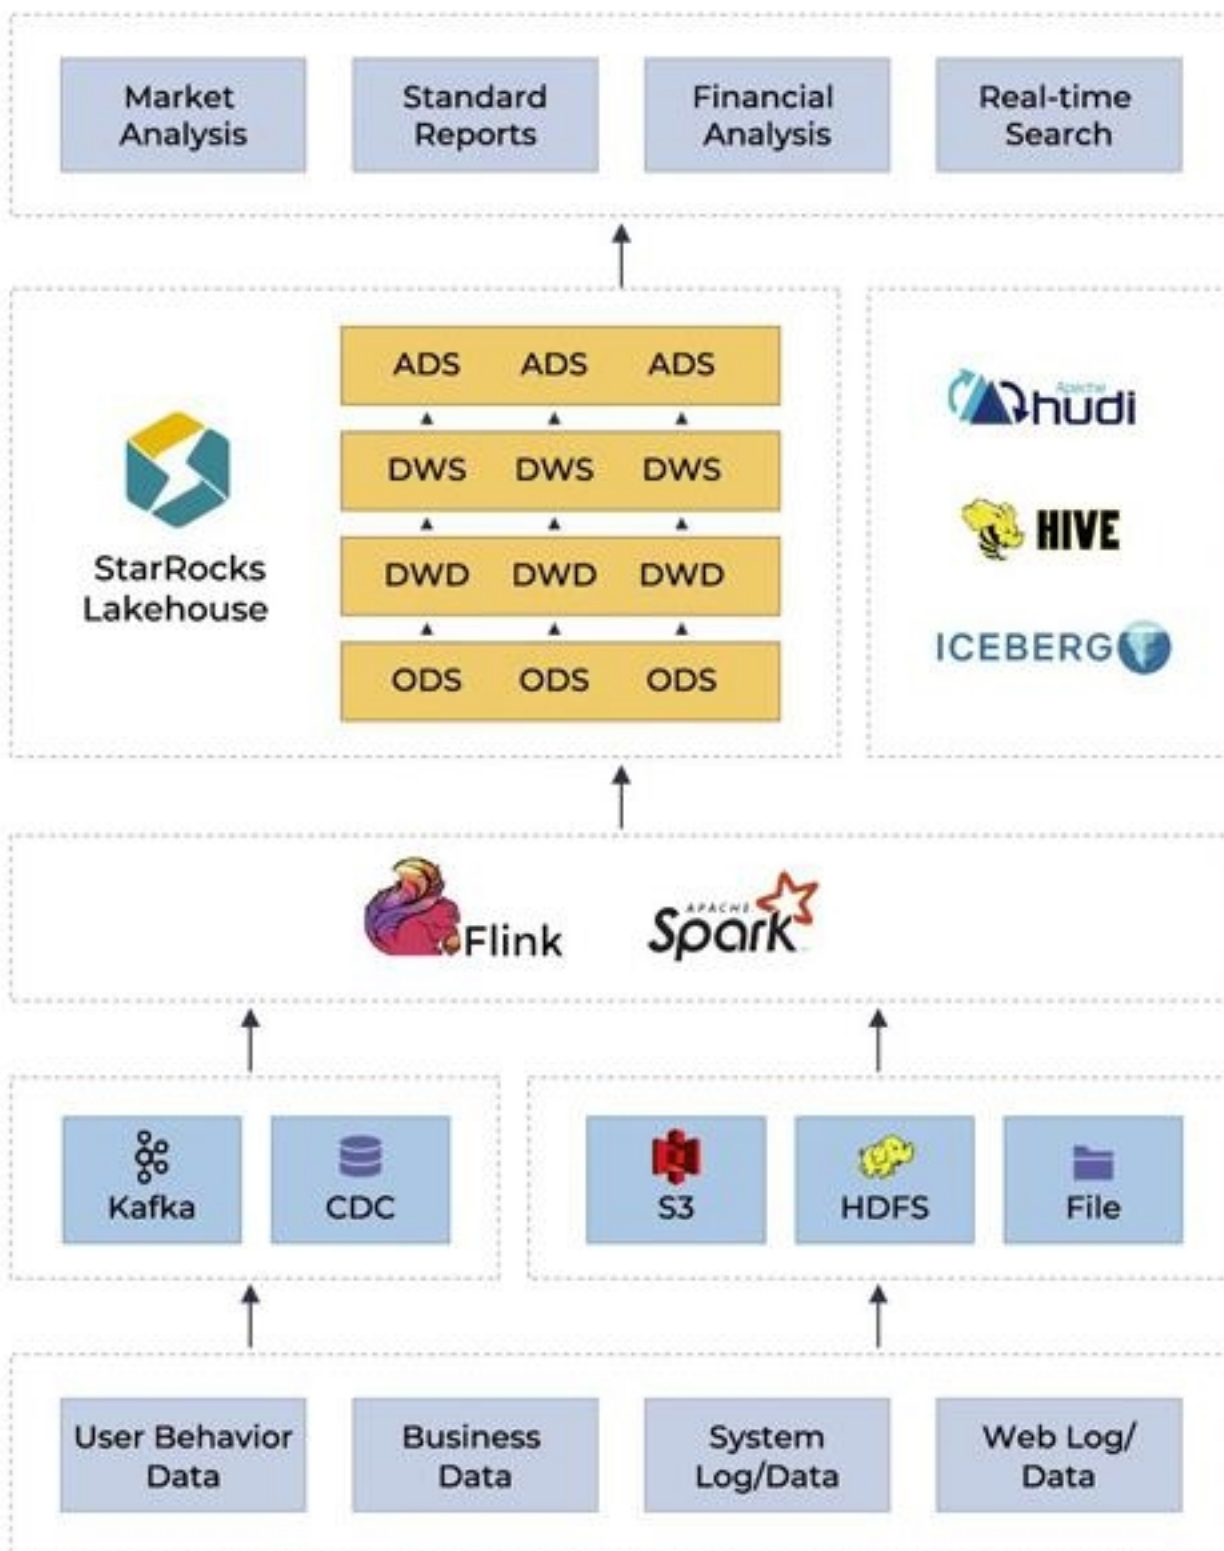 Market
Analysis
Standard
Reports
Financial
Analysis
Real-time
Search
ADS ADS ADS
DWS DWS DWS
DWD DWD DWD
ODS ODS ODS
StarRocks
Lakehouse
Apache
hudi
HIVE
ICEBERG
Flink
APACHE
Spark
Kafka
CDC
S3
HDFS
File
User Behavior
Data
Business
Data
System
Log/Data
Web Log/
Data